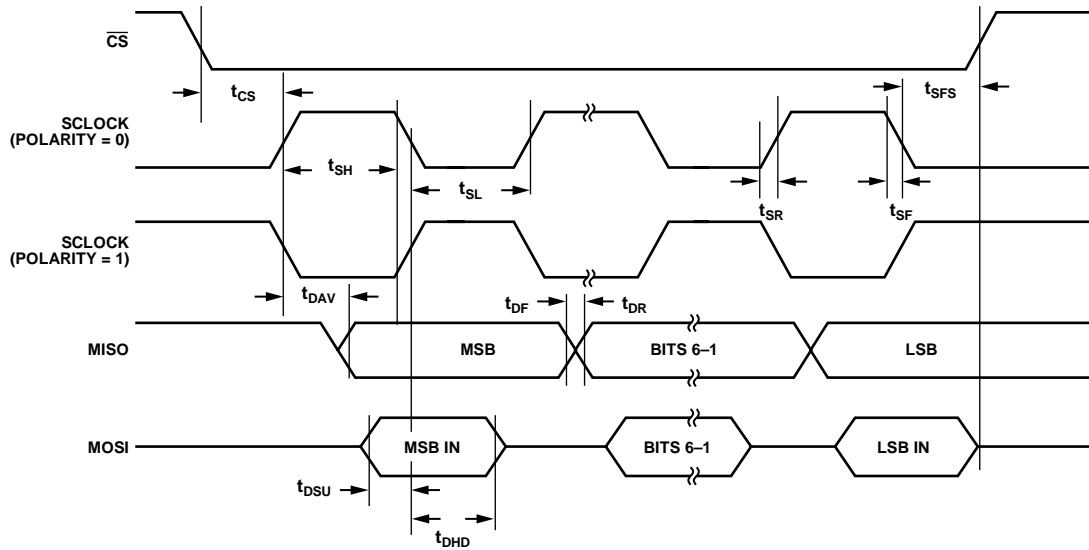 CS
tCS
tSFS
SCLOCK
(POLARITY = 0)
tSH
tSL
tSR
tSF
SCLOCK
(POLARITY = 1)
tDAV
tDF
tDR
MISO
MSB
BITS 6–1
LSB
MOSI
MSB IN
BITS 6–1
LSB IN
tDSU
tDHD